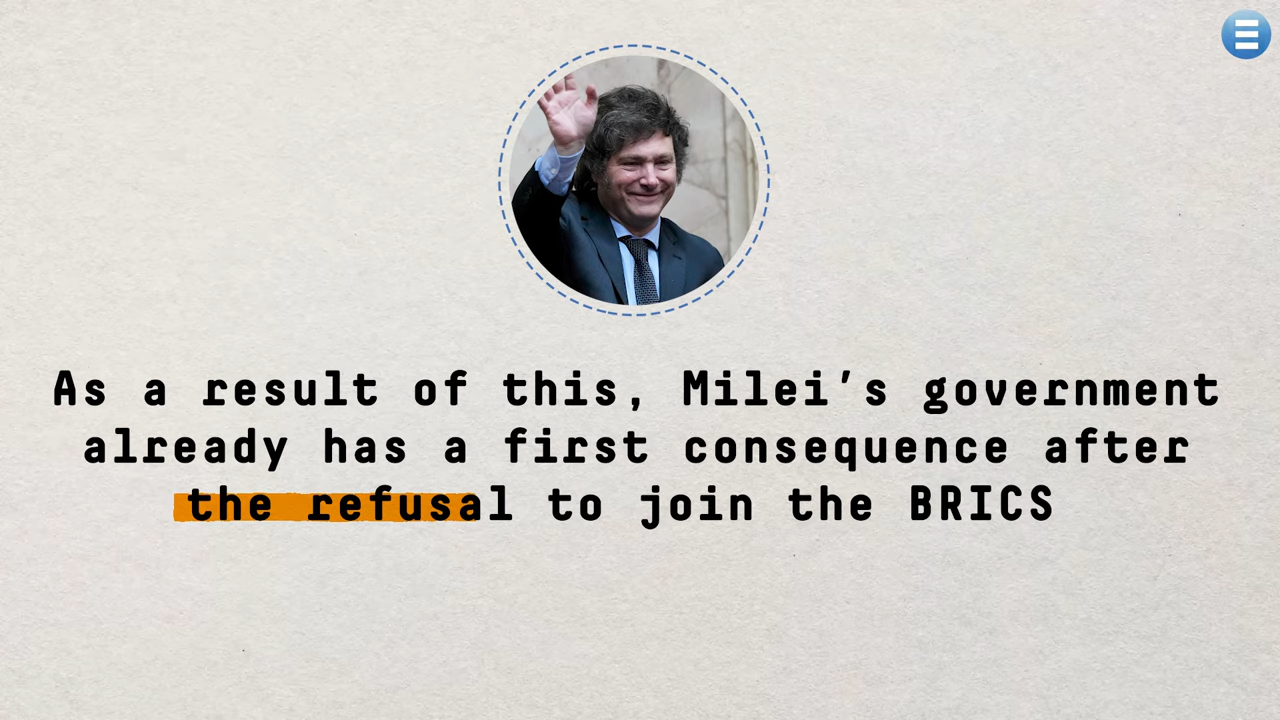 As a result of this, Milei's government
already has a first consequence after
the refusal to join the BRICS